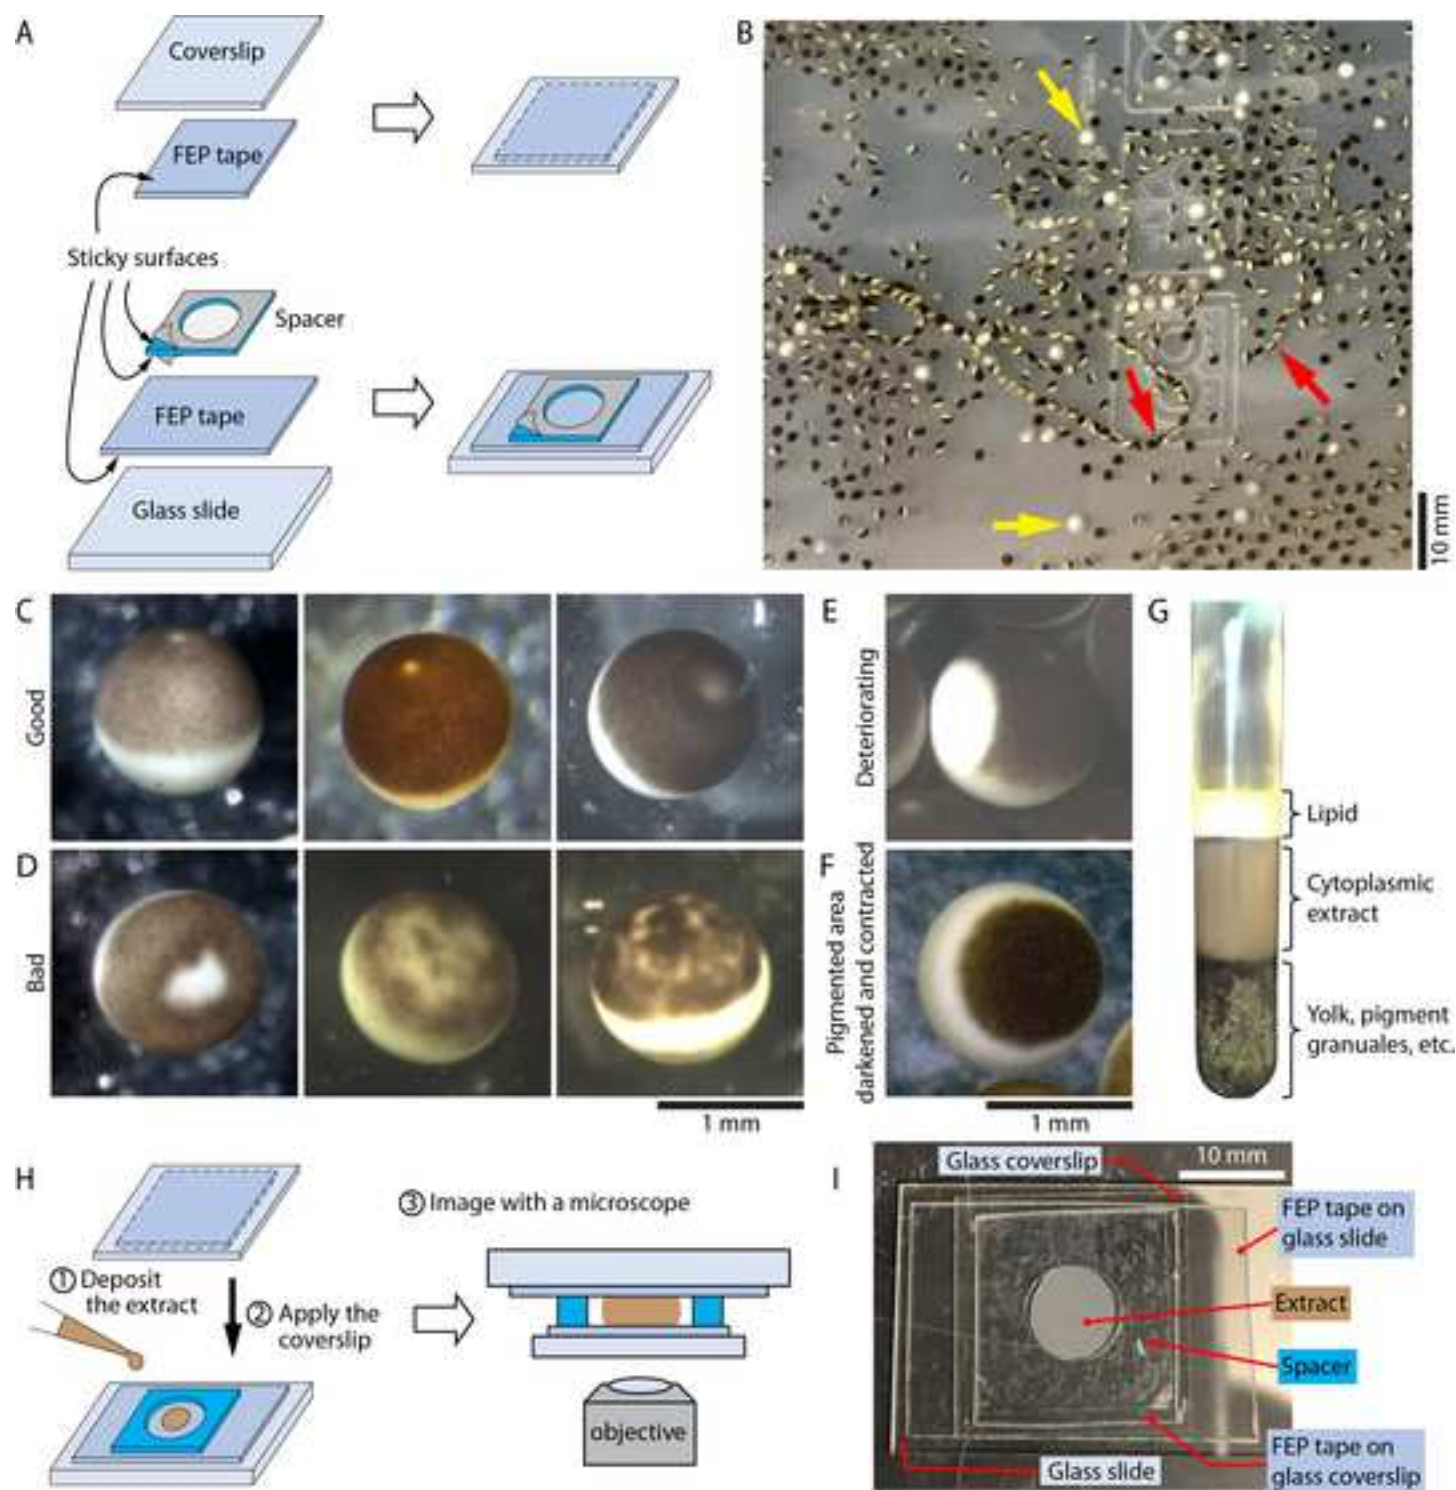 A
Coverslip
FEP tape
Sticky surfaces
Spacer
FEP tape
Glass slide
B
10 mm
C
Good
D
Bad
1 mm
E
Deteriorating
F
Pigmented area
darkened and contracted
1 mm
G
Lipid
Cytoplasmic
extract
Yolk, pigment
granuales, etc.
H
① Deposit
the extract
② Apply the
coverslip
③ Image with a microscope
objective
I
Glass coverslip
10 mm
FEP tape on
glass slide
Extract
Spacer
FEP tape on
glass coverslip
Glass slide